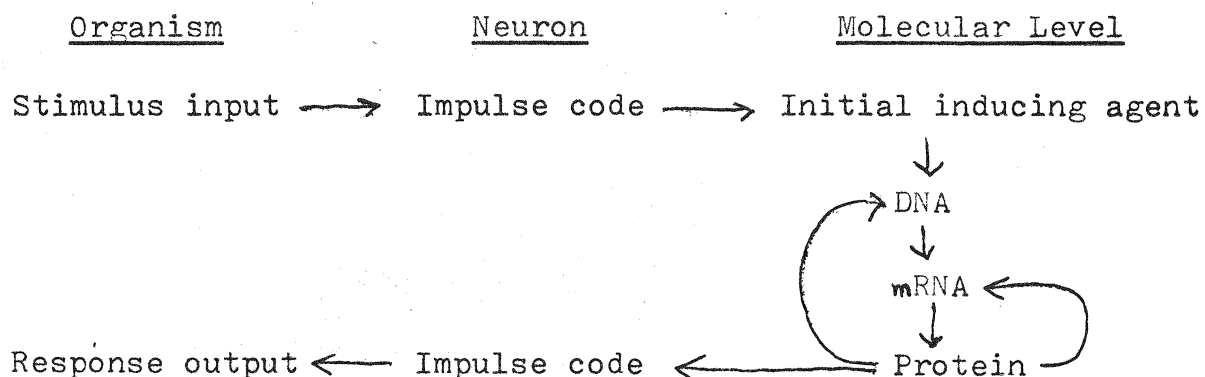 Organism Neuron Molecular Level
Stimulus input Impulse code Initial inducing agent
DNA
mRNA
Response output Impulse code Protein